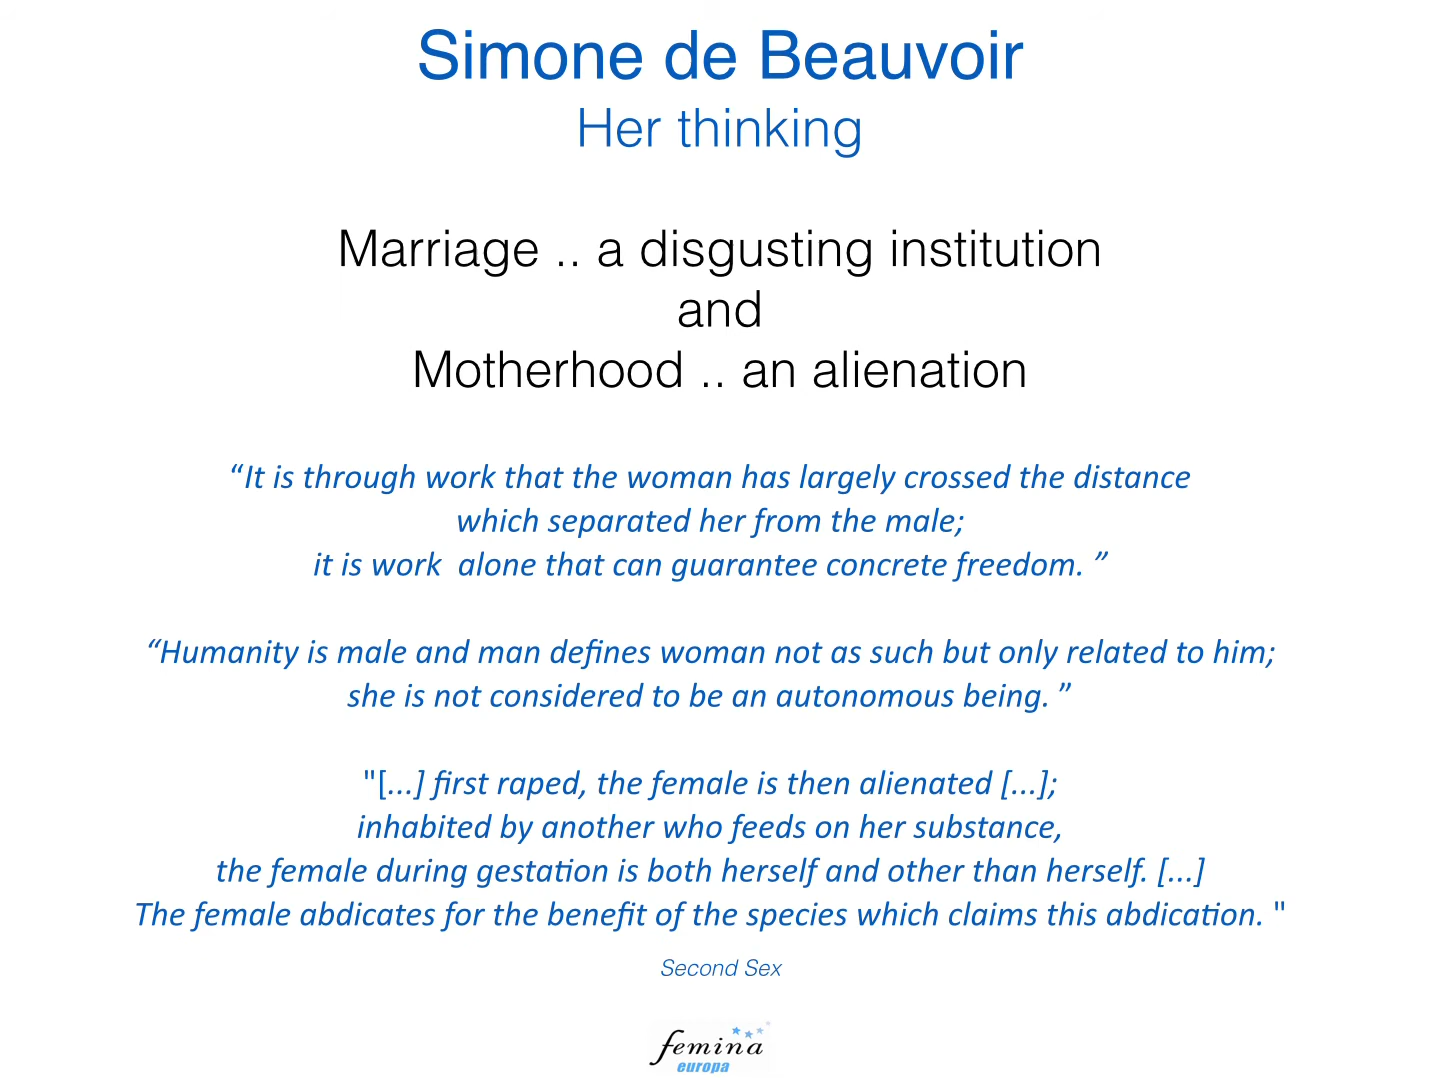 Simone de Beauvoir
Her thinking
Marriage .. a disgusting institution
and
Motherhood .. an alienation
“It is through work that the woman has largely crossed the distance
which separated her from the male;
it is work  alone that can guarantee concrete freedom. ”
“Humanity is male and man defines woman not as such but only related to him;
she is not considered to be an autonomous being. ”
"[...] first raped, the female is then alienated [...];
inhabited by another who feeds on her substance,
the female during gestation is both herself and other than herself. [...]
The female abdicates for the benefit of the species which claims this abdication. "
Second Sex
femina
europa